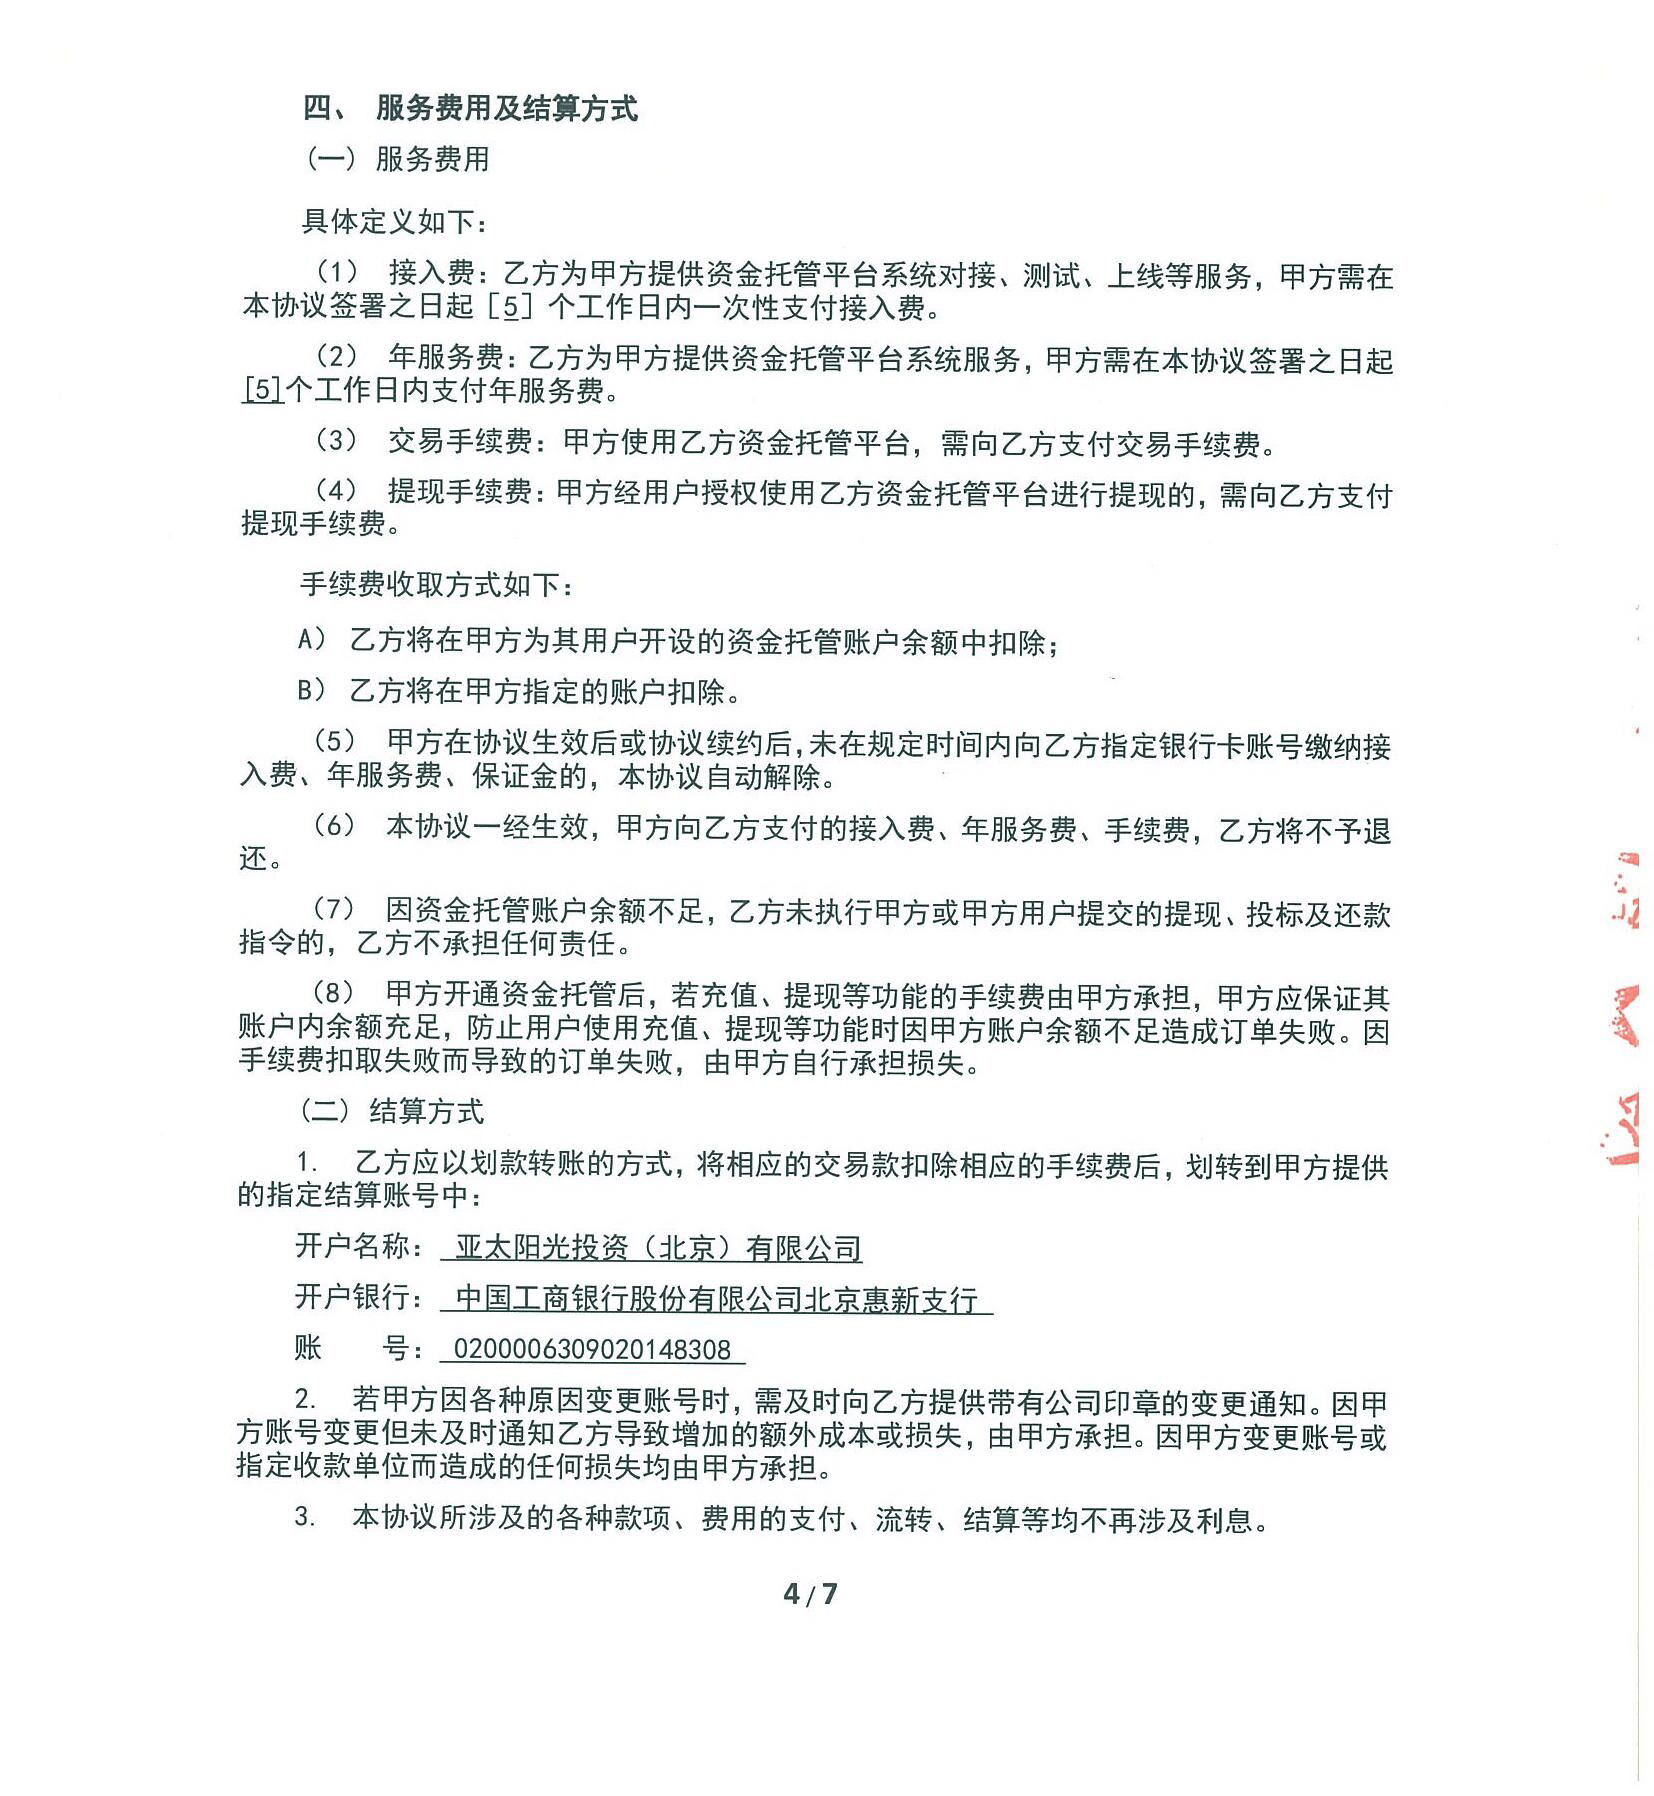 四、 服务费用及结算方式
（一） 服务费用
具体定义如下：
（1） 接入费：乙方为甲方提供资金托管平台系统对接、测试、上线等服务，甲方需在
本协议签署之日起［5］个工作日内一次性支付接入费。
（2） 年服务费：乙方为甲方提供资金托管平台系统服务，甲方需在本协议签署之日起
[5]个工作日内支付年服务费。
（3） 交易手续费：甲方使用乙方资金托管平台，需向乙方支付交易手续费。
（4） 提现手续费：甲方经用户授权使用乙方资金托管平台进行提现的，需向乙方支付
提现手续费。
手续费收取方式如下：
A） 乙方将在甲方为其用户开设的资金托管账户余额中扣除；
B） 乙方将在甲方指定的账户扣除。
（5） 甲方在协议生效后或协议续约后，未在规定时间内向乙方指定银行卡账号缴纳接
入费、年服务费、保证金的，本协议自动解除。
（6） 本协议一经生效，甲方向乙方支付的接入费、年服务费、手续费，乙方将不予退
还。
（7） 因资金托管账户余额不足，乙方未执行甲方或甲方用户提交的提现、投标及还款
指令的，乙方不承担任何责任。
（8） 甲方开通资金托管后，若充值、提现等功能的手续费由甲方承担，甲方应保证其
账户内余额充足，防止用户使用充值、提现等功能时因甲方账户余额不足造成订单失败。因
手续费扣取失败而导致的订单失败，由甲方自行承担损失。
（二） 结算方式
1. 乙方应以划款转账的方式，将相应的交易款扣除相应的手续费后，划转到甲方提供
的指定结算账号中：
开户名称： 亚太阳光投资（北京）有限公司
开户银行： 中国工商银行股份有限公司北京惠新支行
账 号： 0200006309020148308
2. 若甲方因各种原因变更账号时，需及时向乙方提供带有公司印章的变更通知。因甲
方账号变更但未及时通知乙方导致增加的额外成本或损失，由甲方承担。因甲方变更账号或
指定收款单位而造成的任何损失均由甲方承担。
3. 本协议所涉及的各种款项、费用的支付、流转、结算等均不再涉及利息。
4 / 7